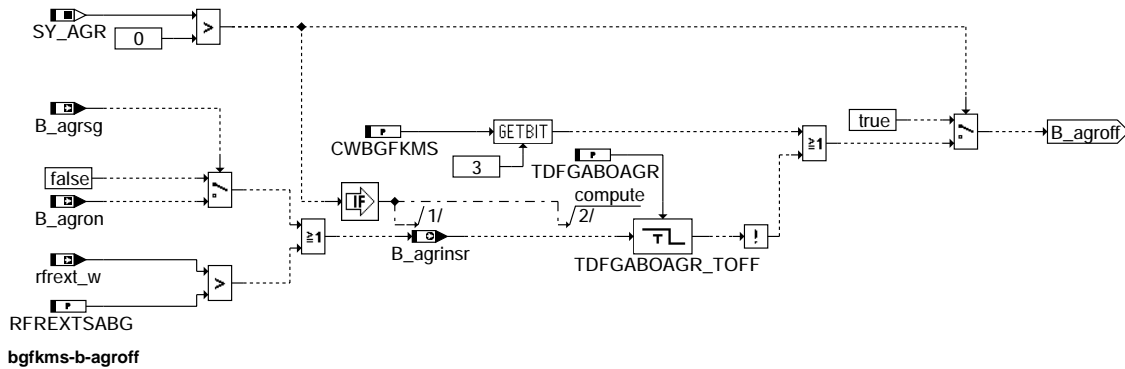 SY_AGR
0
>
B_agrsg
false
B_agron
rfrext_w
RFREXTSABG
>
≥1
IF
/1/
B_agrinsr
CWBGFKMS
GETBIT
3
TDFGABOAGR
compute
2/
T
TDFGABOAGR_TOFF
!
≥1
true
B_agroff
P
P
P
bgfkms-b-agroff